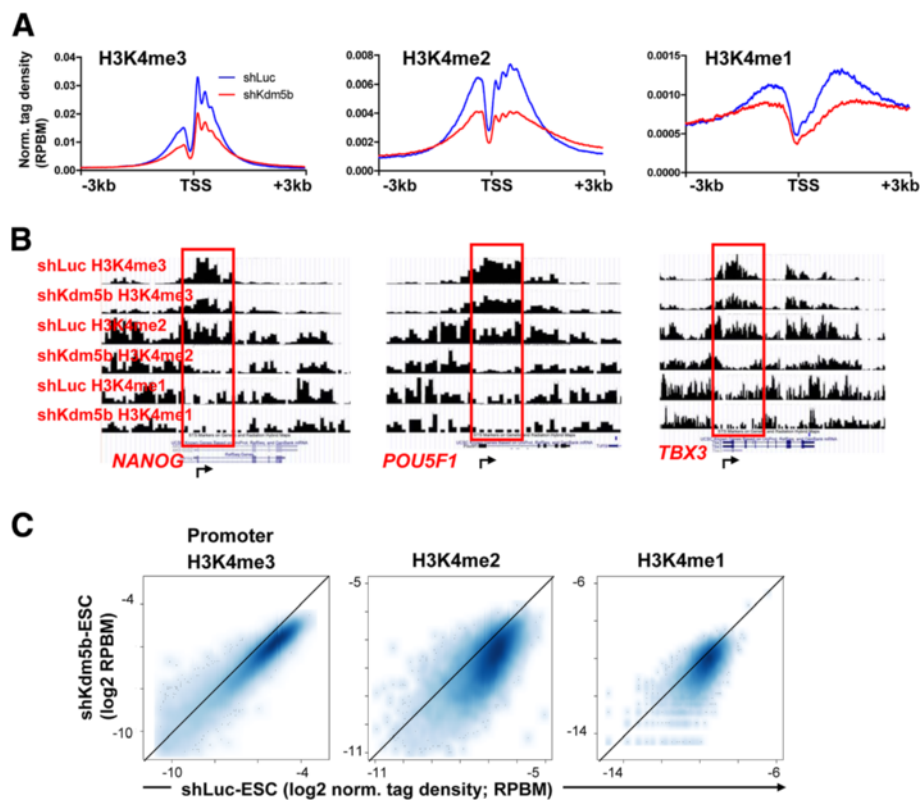 A
H3K4me3
H3K4me2
H3K4me1
Norm. tag density
(RPBM)
0.04
0.03
0.02
0.01
0.00
shLuc
shKdm5b
-3kb TSS +3kb
0.008
0.006
0.004
0.002
0.000
-3kb TSS +3kb
0.0015
0.0010
0.0005
0.0000
-3kb TSS +3kb
B
shLuc H3K4me3
shKdm5b H3K4me3
shLuc H3K4me2
shKdm5b H3K4me2
shLuc H3K4me1
shKdm5b H3K4me1
NANOG
POU5F1
TBX3
C
Promoter
H3K4me3
H3K4me2
H3K4me1
shKdm5b-ESC
(log2 RPBM)
-4
-10
-10 -4
-5
-11
-11 -5
-6
-14
-14 -6
shLuc-ESC (log2 norm. tag density; RPBM)